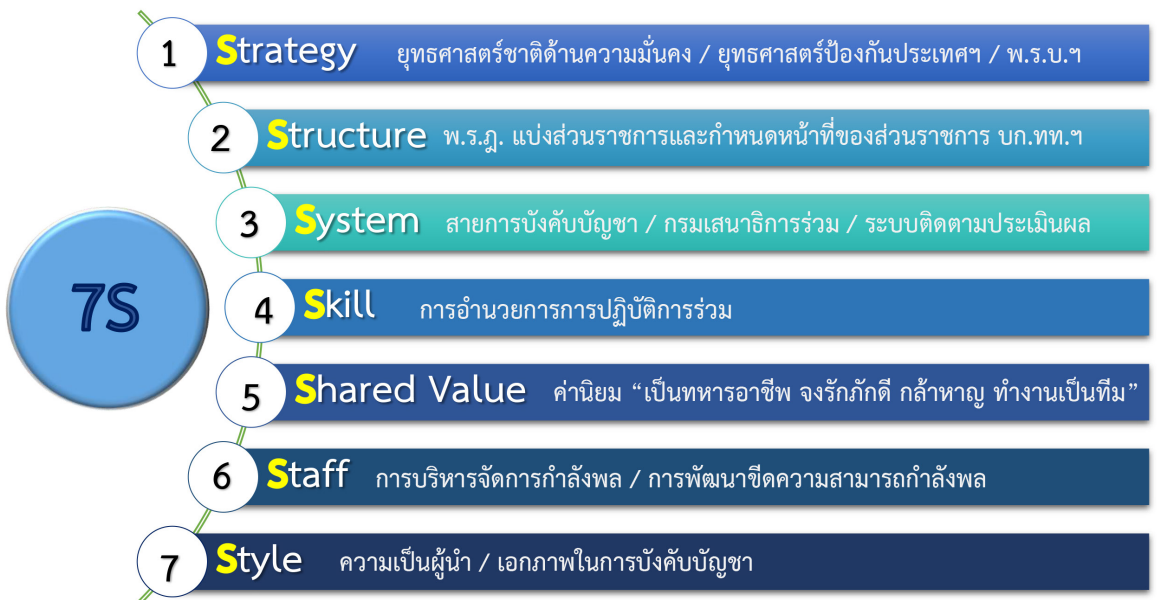 1 Strategy ยุทธศาสตร์ชาติด้านความมั่นคง / ยุทธศาสตร์ป้องกันประเทศฯ / พ.ร.บ.ฯ
2 Structure พ.ร.ฎ. แบ่งส่วนราชการและกำหนดหน้าที่ของส่วนราชการ บก.ทท.ฯ
3 System สายการบังคับบัญชา / กรมเสนาธิการร่วม / ระบบติดตามประเมินผล
7S
4 Skill การอำนวยการการปฏิบัติการร่วม
5 Shared Value ค่านิยม “เป็นทหารอาชีพ จงรักภักดี กล้าหาญ ทำงานเป็นทีม”
6 Staff การบริหารจัดการกำลังพล / การพัฒนาขีดความสามารถกำลังพล
7 Style ความเป็นผู้นำ / เอกภาพในการบังคับบัญชา